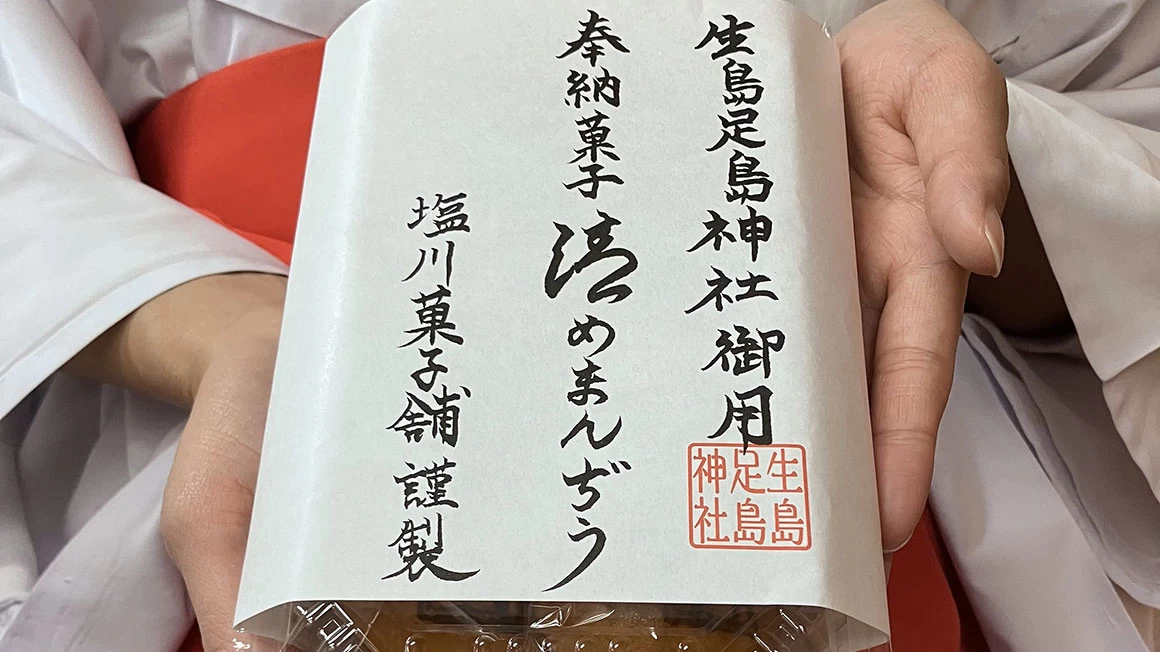 生島足島神社御用
生島
足島
神社
奉納菓子 清めまんぢう
塩川菓子舗 謹製